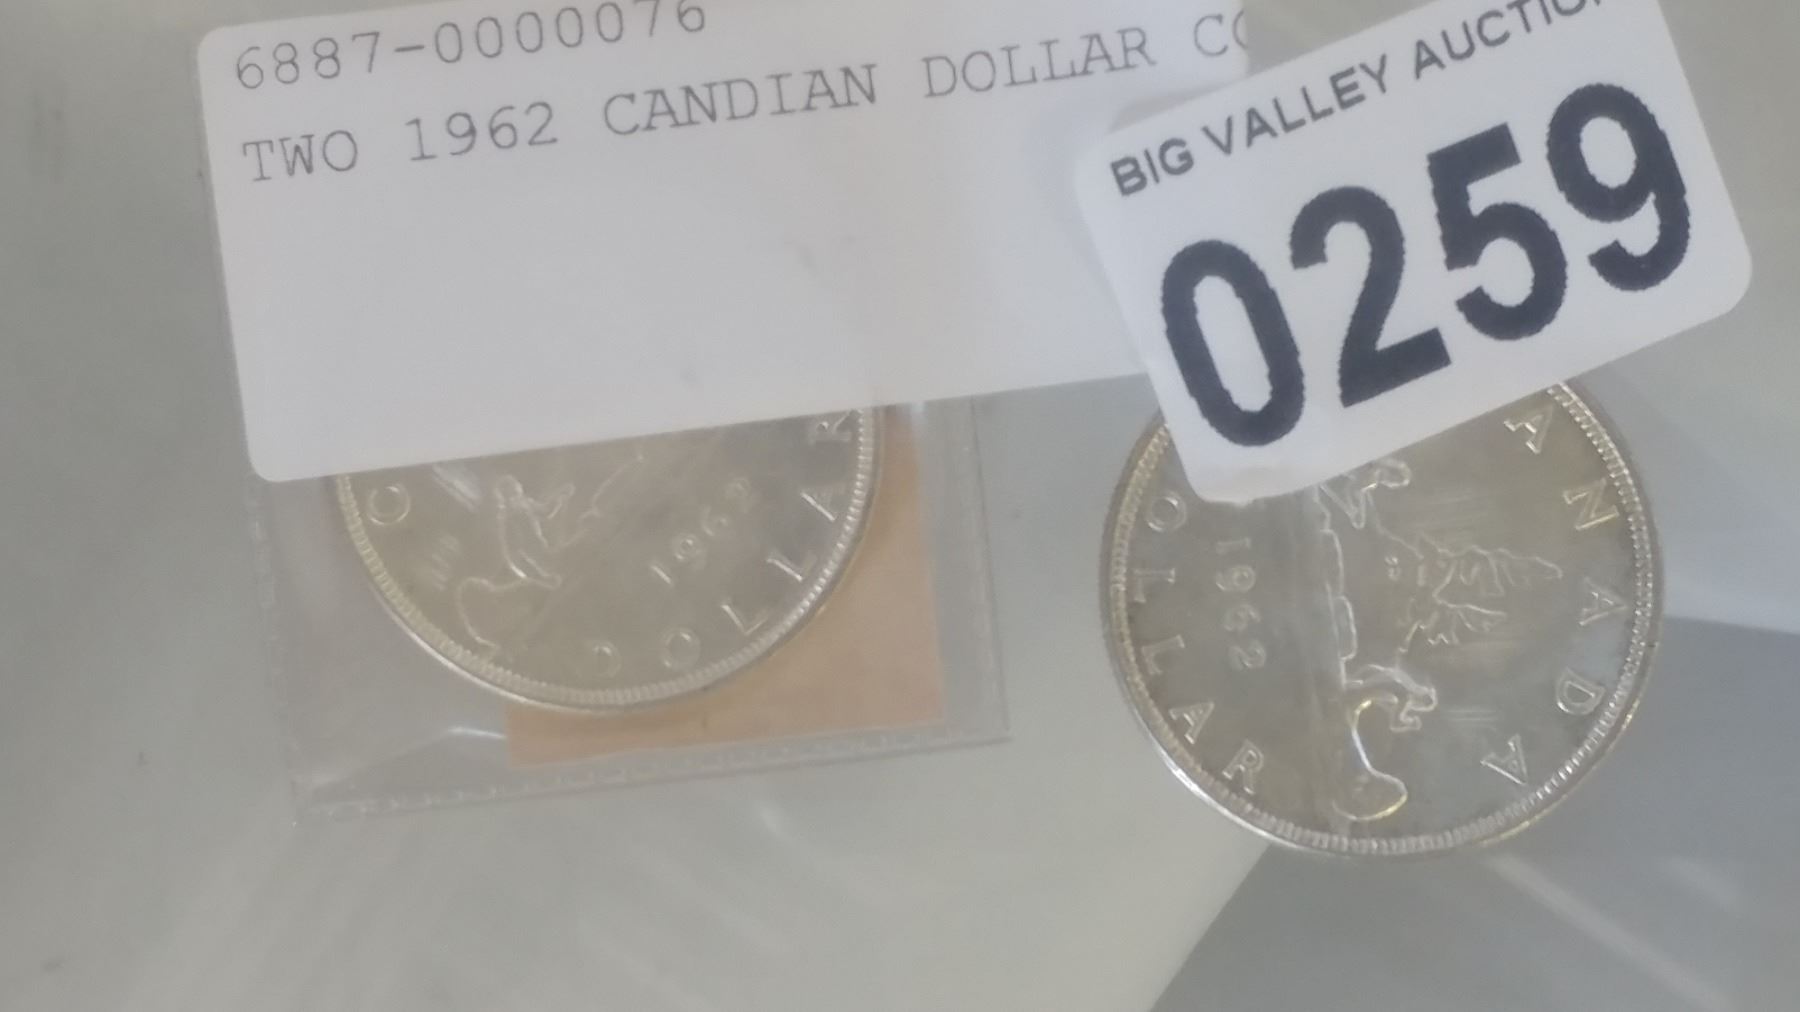 6887-0000076
TWO 1962 CANDIAN DOLLAR
BIG VALLEY
0259
1962
DOLLAR
CANADA
1962
DOLLAR